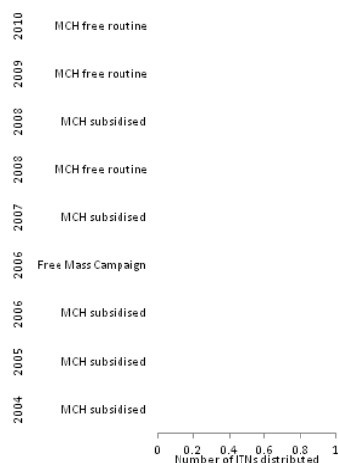 2010 MCH free routine
2009 MCH free routine
2008 MCH subsidised
2008 MCH free routine
2007 MCH subsidised
2006 Free Mass Campaign
2006 MCH subsidised
2005 MCH subsidised
2004 MCH subsidised
0 0.2 0.4 0.6 0.8 1
Number of ITNs distributed